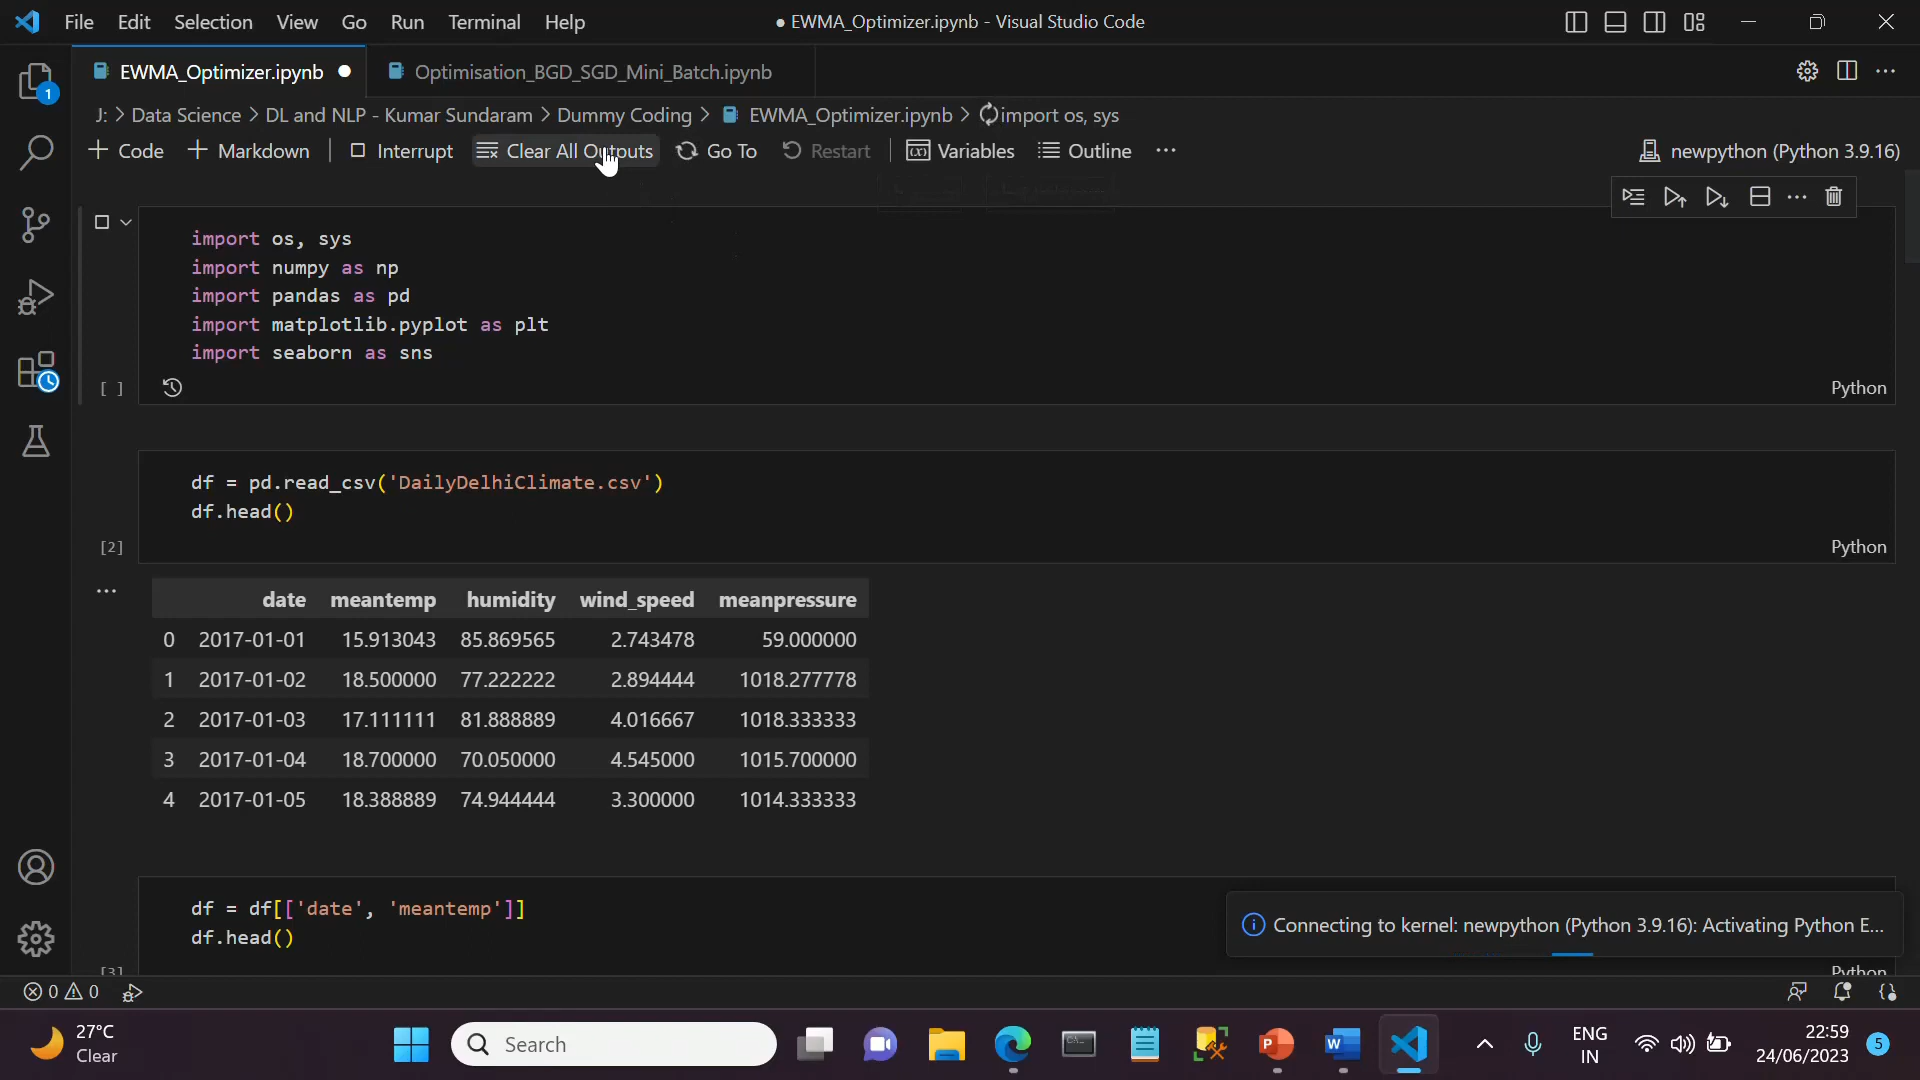 File Edit Selection View Go Run Terminal Help
● EWMA_Optimizer.ipynb - Visual Studio Code
1
EWMA_Optimizer.ipynb
Optimisation_BGD_SGD_Mini_Batch.ipynb
J: > Data Science > DL and NLP - Kumar Sundaram > Dummy Coding > EWMA_Optimizer.ipynb > import os, sys
+ Code + Markdown Interrupt Clear All Outputs Go To Restart Variables Outline ...
newpython (Python 3.9.16)
import os, sys
import numpy as np
import pandas as pd
import matplotlib.pyplot as plt
import seaborn as sns
[ ]
Python
df = pd.read_csv('DailyDelhiClimate.csv')
df.head()
[2]
Python
date meantemp humidity wind_speed meanpressure
0 2017-01-01 15.913043 85.869565 2.743478 59.000000
1 2017-01-02 18.500000 77.222222 2.894444 1018.277778
2 2017-01-03 17.111111 81.888889 4.016667 1018.333333
3 2017-01-04 18.700000 70.050000 4.545000 1015.700000
4 2017-01-05 18.388889 74.944444 3.300000 1014.333333
df = df[['date', 'meantemp']]
df.head()
[3]
Python
Connecting to kernel: newpython (Python 3.9.16): Activating Python E...
0 0
27°C
Clear
Search
ENG
IN
22:59
24/06/2023
5